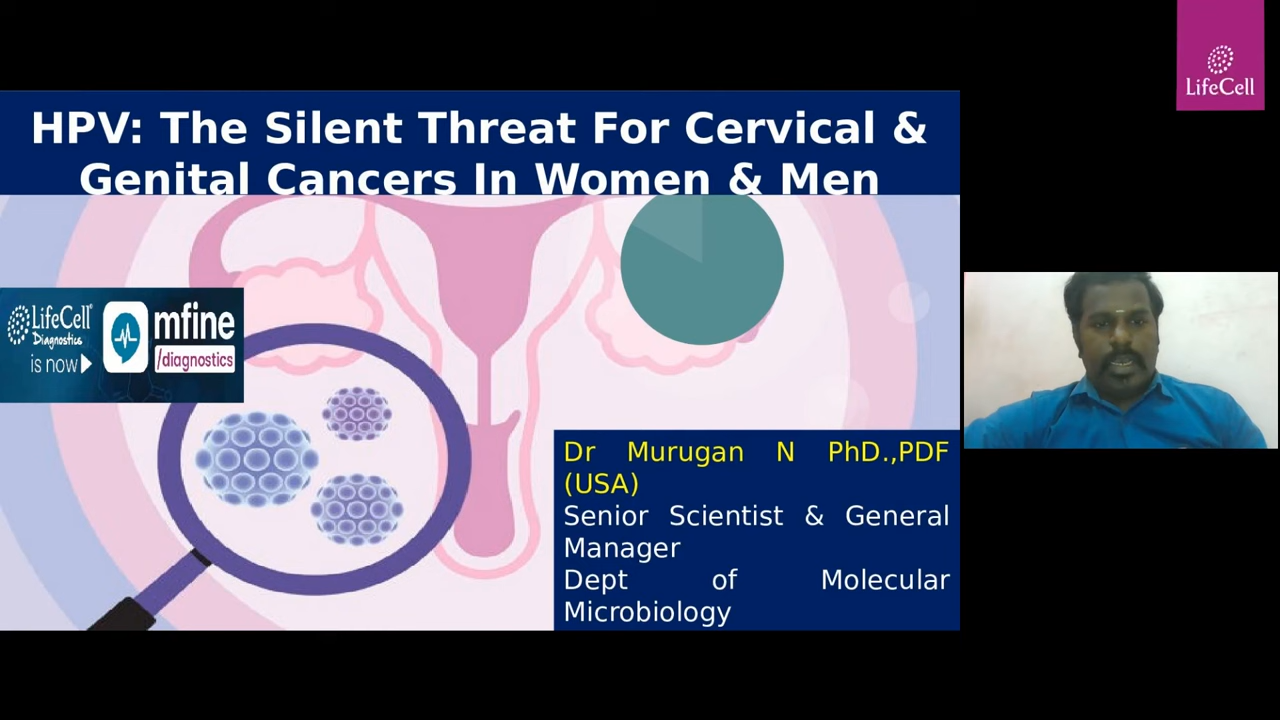 HPV: The Silent Threat For Cervical &
Genital Cancers In Women & Men
LifeCell
LifeCell
Diagnostics
is now
mfine
/diagnostics
Dr Murugan N PhD.,PDF
(USA)
Senior Scientist & General
Manager
Dept of Molecular
Microbiology